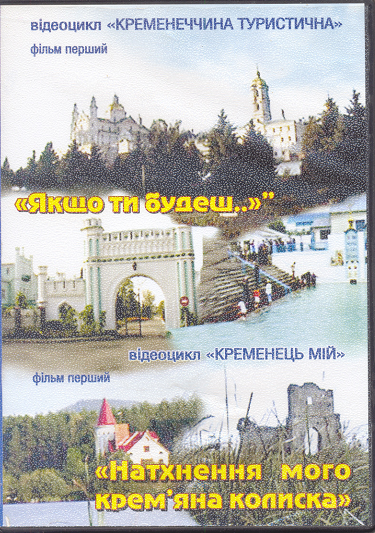 відеоцикл «КРЕМЕНЕЧЧИНА ТУРИСТИЧНА»
фільм перший
«Якщо ти будеш..»”
відеоцикл «КРЕМЕНЕЦЬ МІЙ»
фільм перший
«Натхнення мого
крем'яна колиска»